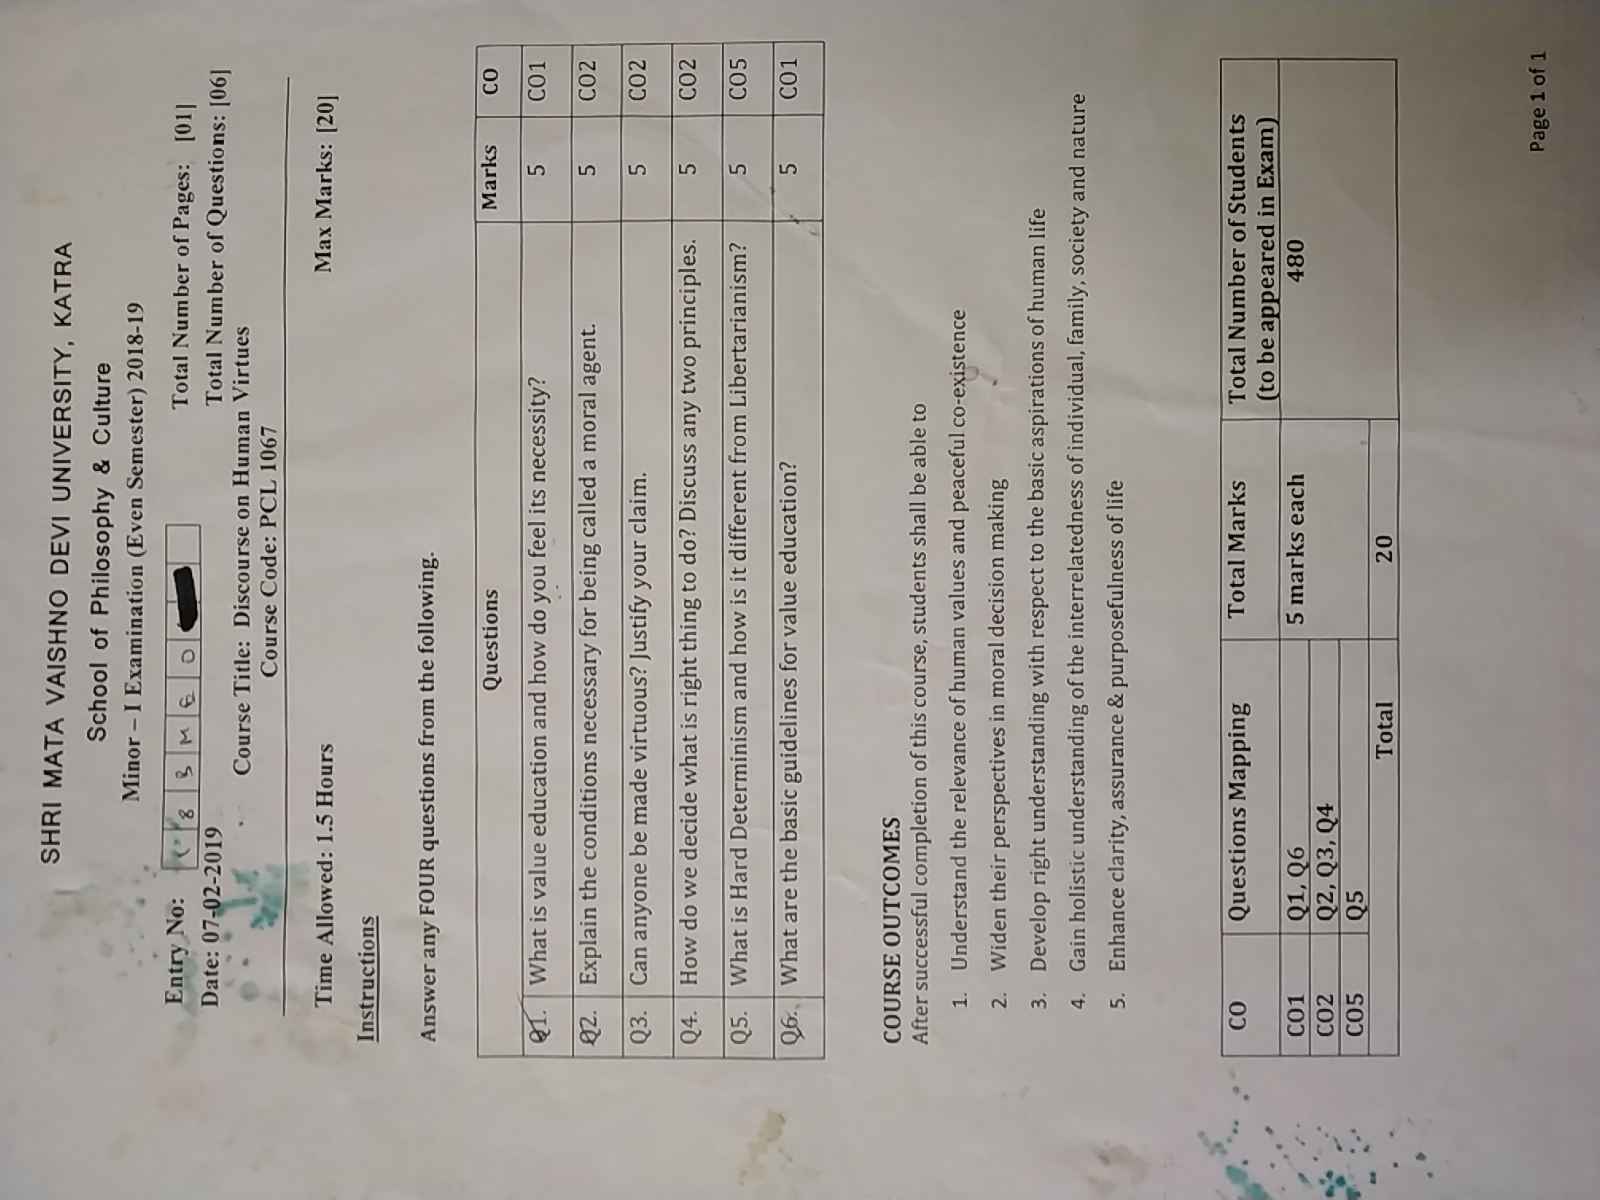 SHRI MATA VAISHNO DEVI UNIVERSITY, KATRA
School of Philosophy & Culture
Minor – I Examination (Even Semester) 2018-19
Entry No: 8 B M E 0
Total Number of Pages: [01]
Date: 07-02-2019
Total Number of Questions: [06]
Course Title: Discourse on Human Virtues
Course Code: PCL 1067
Time Allowed: 1.5 Hours Max Marks: [20]
Instructions
Answer any FOUR questions from the following.
Questions Marks CO
Q1. What is value education and how do you feel its necessity? 5 CO1
Q2. Explain the conditions necessary for being called a moral agent. 5 CO2
Q3. Can anyone be made virtuous? Justify your claim. 5 CO2
Q4. How do we decide what is right thing to do? Discuss any two principles. 5 CO2
Q5. What is Hard Determinism and how is it different from Libertarianism? 5 CO5
Q6. What are the basic guidelines for value education? 5 CO1
COURSE OUTCOMES
After successful completion of this course, students shall be able to
1. Understand the relevance of human values and peaceful co-existence
2. Widen their perspectives in moral decision making
3. Develop right understanding with respect to the basic aspirations of human life
4. Gain holistic understanding of the interrelatedness of individual, family, society and nature
5. Enhance clarity, assurance & purposefulness of life
CO Questions Mapping Total Marks Total Number of Students
(to be appeared in Exam)
CO1 Q1, Q6 5 marks each 480
CO2 Q2, Q3, Q4
CO5 Q5
Total 20
Page 1 of 1